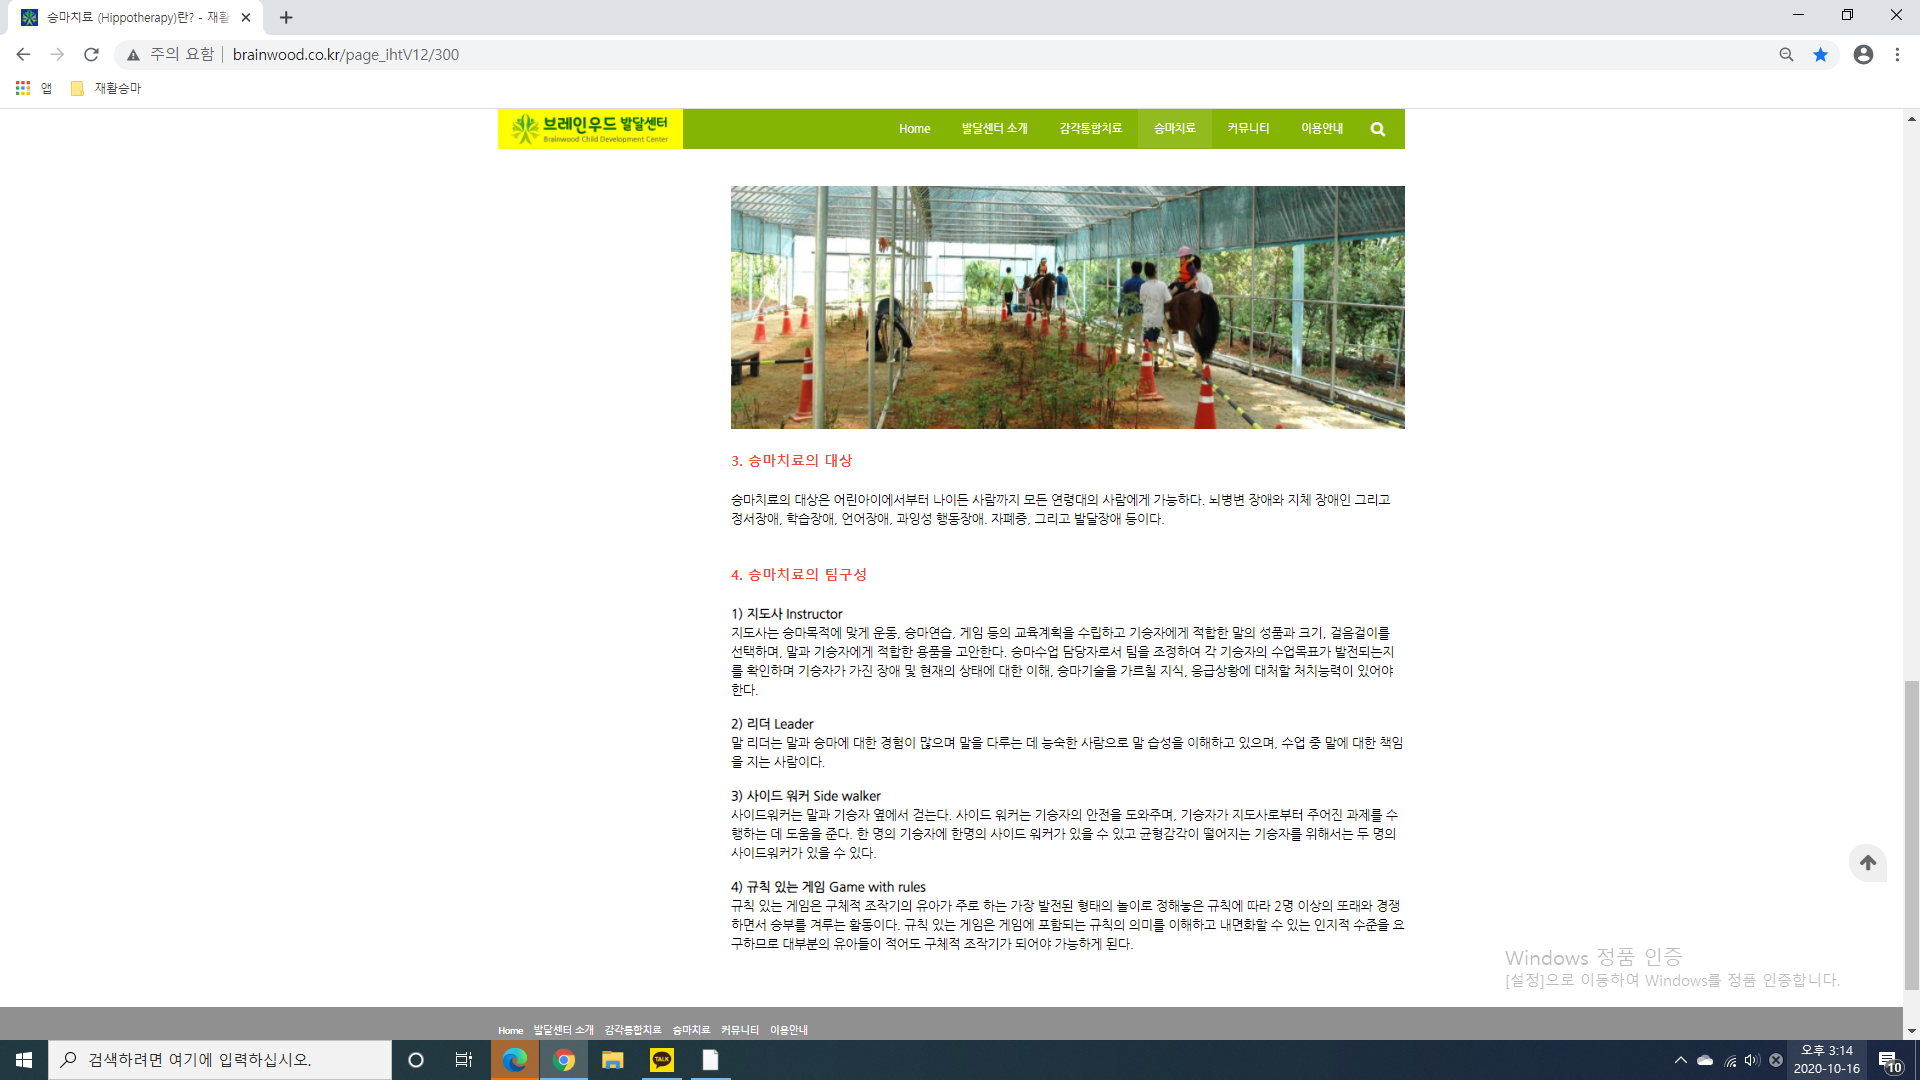 승마치료 (Hippotherapy)란? - 재활
주의 요함
brainwood.co.kr/page_ihtV12/300
앱
재활승마
브레인우드 발달센터
Brainwood Child Development Center
Home 발달센터 소개 감각통합치료 승마치료 커뮤니티 이용안내
3. 승마치료의 대상
승마치료의 대상은 어린아이에서부터 나이든 사람까지 모든 연령대의 사람에게 가능하다. 뇌병변 장애와 지체 장애인 그리고
정서장애, 학습장애, 언어장애, 과잉성 행동장애. 자폐증, 그리고 발달장애 등이다.
4. 승마치료의 팀구성
1) 지도사 Instructor
지도사는 승마목적에 맞게 운동, 승마연습, 게임 등의 교육계획을 수립하고 기승자에게 적합한 말의 성품과 크기, 걸음걸이를
선택하며, 말과 기승자에게 적합한 용품을 고안한다. 승마수업 담당자로서 팀을 조정하여 각 기승자의 수업목표가 발전되는지
를 확인하며 기승자가 가진 장애 및 현재의 상태에 대한 이해, 승마기술을 가르칠 지식, 응급상황에 대처할 처치능력이 있어야
한다.
2) 리더 Leader
말 리더는 말과 승마에 대한 경험이 많으며 말을 다루는 데 능숙한 사람으로 말 습성을 이해하고 있으며, 수업 중 말에 대한 책임
을 지는 사람이다.
3) 사이드 워커 Side walker
사이드워커는 말과 기승자 옆에서 걷는다. 사이드 워커는 기승자의 안전을 도와주며, 기승자가 지도사로부터 주어진 과제를 수
행하는 데 도움을 준다. 한 명의 기승자에 한명의 사이드 워커가 있을 수 있고 균형감각이 떨어지는 기승자를 위해서는 두 명의
사이드워커가 있을 수 있다.
4) 규칙 있는 게임 Game with rules
규칙 있는 게임은 구체적 조작기의 유아가 주로 하는 가장 발전된 형태의 놀이로 정해놓은 규칙에 따라 2명 이상의 또래와 경쟁
하면서 승부를 겨루는 활동이다. 규칙 있는 게임은 게임에 포함되는 규칙의 의미를 이해하고 내면화할 수 있는 인지적 수준을 요
구하므로 대부분의 유아들이 적어도 구체적 조작기가 되어야 가능하게 된다.
Windows 정품 인증
[설정]으로 이동하여 Windows를 정품 인증합니다.
Home 발달센터 소개 감각통합치료 승마치료 커뮤니티 이용안내
검색하려면 여기에 입력하십시오.
TALK
오후 3:14
2020-10-16
10